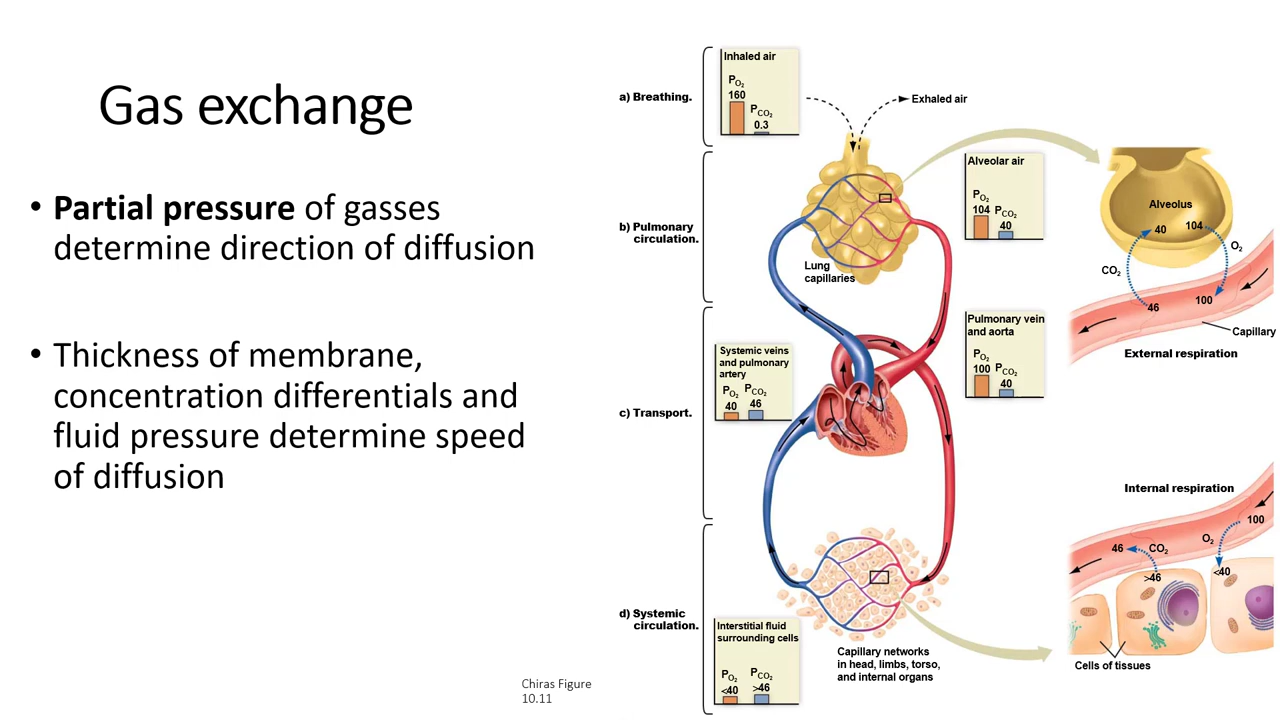 Gas exchange
• Partial pressure of gasses
determine direction of diffusion
• Thickness of membrane,
concentration differentials and
fluid pressure determine speed
of diffusion
Chiras Figure
10.11
a) Breathing.
Inhaled air
PO₂
160
PCO₂
0.3
Exhaled air
b) Pulmonary
circulation.
Lung
capillaries
Alveolar air
PO₂
104
PCO₂
40
Alveolus
40
104
O₂
CO₂
46
100
Capillary
External respiration
c) Transport.
Systemic veins
and pulmonary
artery
PO₂
40
PCO₂
46
Pulmonary vein
and aorta
PO₂
100
PCO₂
40
d) Systemic
circulation.
Interstitial fluid
surrounding cells
PO₂
<40
PCO₂
>46
Capillary networks
in head, limbs, torso,
and internal organs
Internal respiration
100
O₂
46
CO₂
>46
<40
Cells of tissues